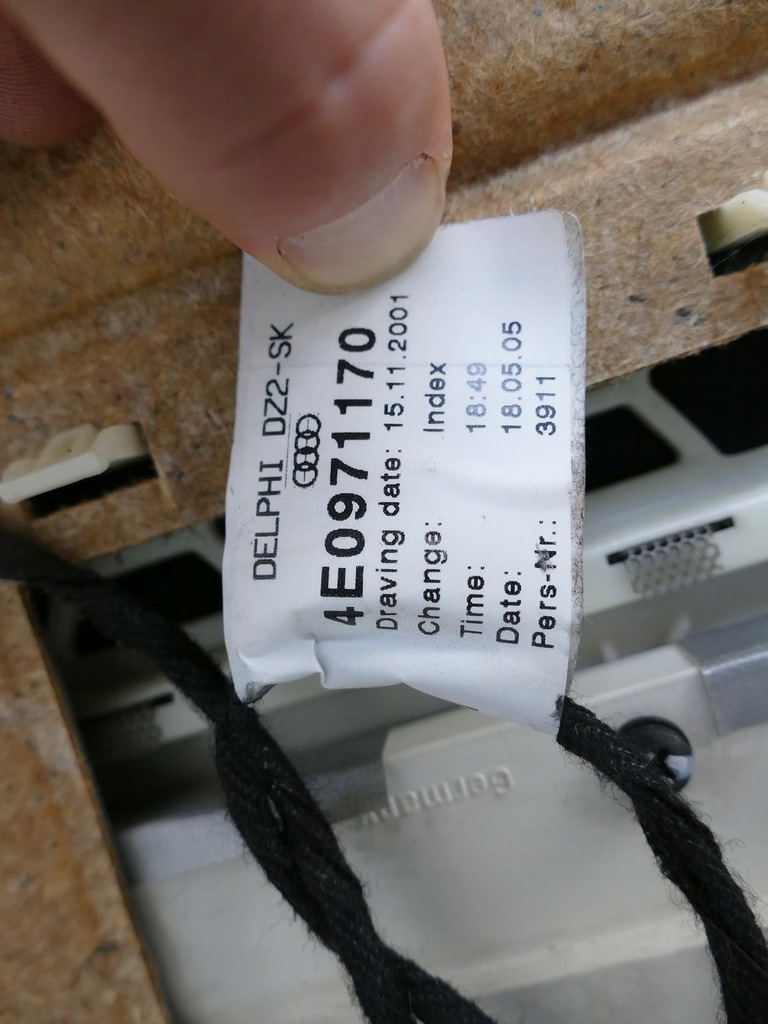 DELPHI DZ2-SK
4E0971170
Draving date: 15.11.2001
Change: Index
Time: 18:49
Date: 18.05.05
Pers-Nr.: 3911
Germany